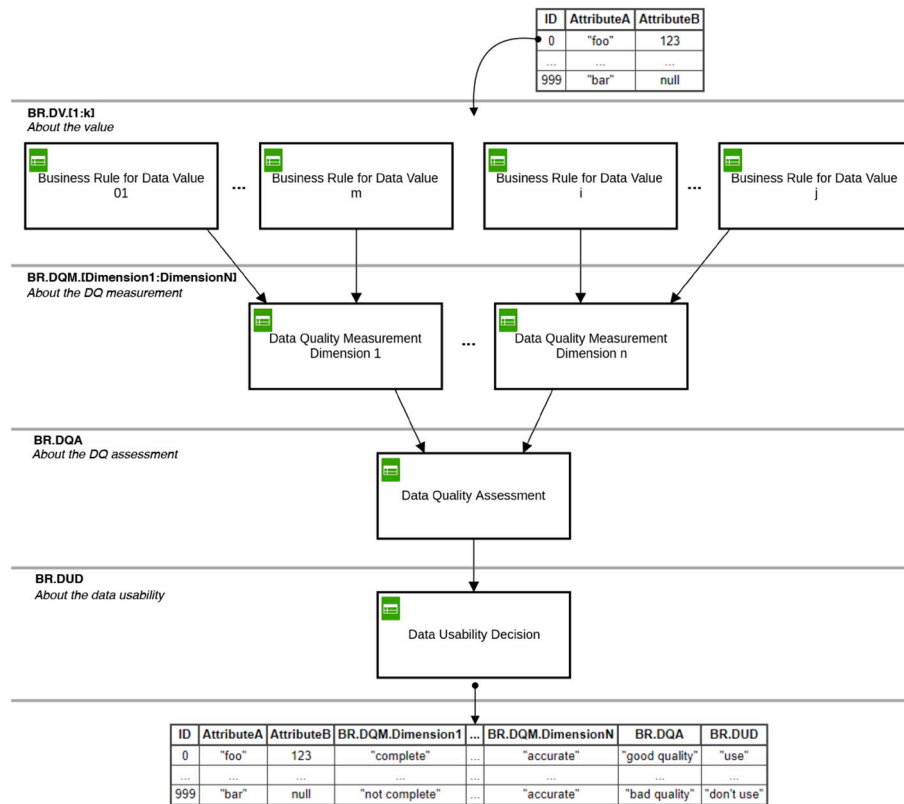 ID AttributeA AttributeB
0 "foo" 123
... ... ...
999 "bar" null
BR.DV.[1:k]
About the value
Business Rule for Data Value
01
...
Business Rule for Data Value
m
Business Rule for Data Value
i
...
Business Rule for Data Value
j
BR.DQM.[Dimension1:DimensionN]
About the DQ measurement
Data Quality Measurement
Dimension 1
...
Data Quality Measurement
Dimension n
BR.DQA
About the DQ assessment
Data Quality Assessment
BR.DUD
About the data usability
Data Usability Decision
ID AttributeA AttributeB BR.DQM.Dimension1 ... BR.DQM.DimensionN BR.DQA BR.DUD
0 "foo" 123 "complete" ... "accurate" "good quality" "use"
... ... ... ... ... ... ... ...
999 "bar" null "not complete" ... "accurate" "bad quality" "don't use"